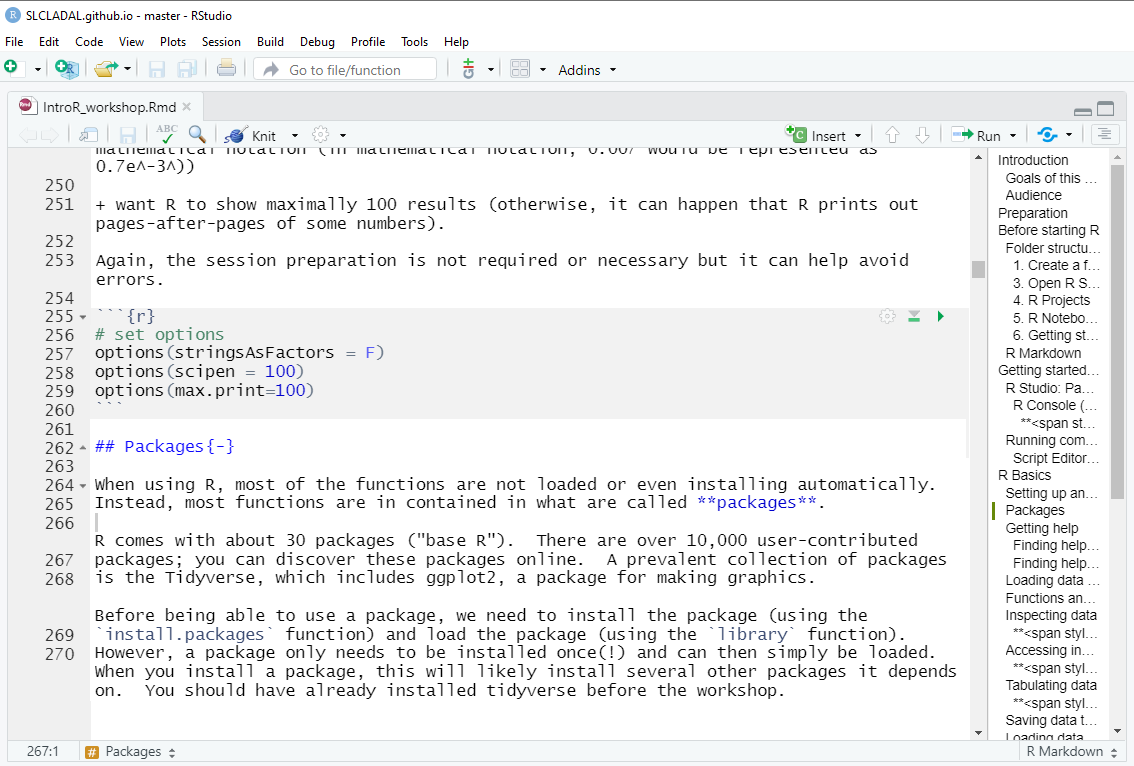 SLCLADAL.github.io - master - RStudio
File Edit Code View Plots Session Build Debug Profile Tools Help
Go to file/function Addins
IntroR_workshop.Rmd
ABC Knit Insert Run
mathematical notation (in mathematical notation, 0.007 would be represented as
0.7e^-3^))
250
251 + want R to show maximally 100 results (otherwise, it can happen that R prints out
pages-after-pages of some numbers).
252
253 Again, the session preparation is not required or necessary but it can help avoid
errors.
254
255 ```{r}
256 # set options
257 options(stringsAsFactors = F)
258 options(scipen = 100)
259 options(max.print=100)
260 ```
261
262 ## Packages{-}
263
264 When using R, most of the functions are not loaded or even installing automatically.
265 Instead, most functions are in contained in what are called **packages**.
266
R comes with about 30 packages ("base R").  There are over 10,000 user-contributed
267 packages; you can discover these packages online.  A prevalent collection of packages
268 is the Tidyverse, which includes ggplot2, a package for making graphics.
Before being able to use a package, we need to install the package (using the
269 `install.packages` function) and load the package (using the `library` function).
270 However, a package only needs to be installed once(!) and can then simply be loaded.
When you install a package, this will likely install several other packages it depends
on.  You should have already installed tidyverse before the workshop.
Introduction
Goals of this ...
Audience
Preparation
Before starting R
Folder structu...
1. Create a f...
3. Open R S...
4. R Projects
5. R Notebo...
6. Getting st...
R Markdown
Getting started...
R Studio: Pa...
R Console (...
**<span st...
Running com...
Script Editor...
R Basics
Setting up an...
Packages
Getting help
Finding help...
Finding help...
Loading data ...
Functions an...
Inspecting data
**<span styl...
Accessing in...
**<span styl...
Tabulating data
**<span styl...
Saving data t...
Loading data
267:1 # Packages R Markdown